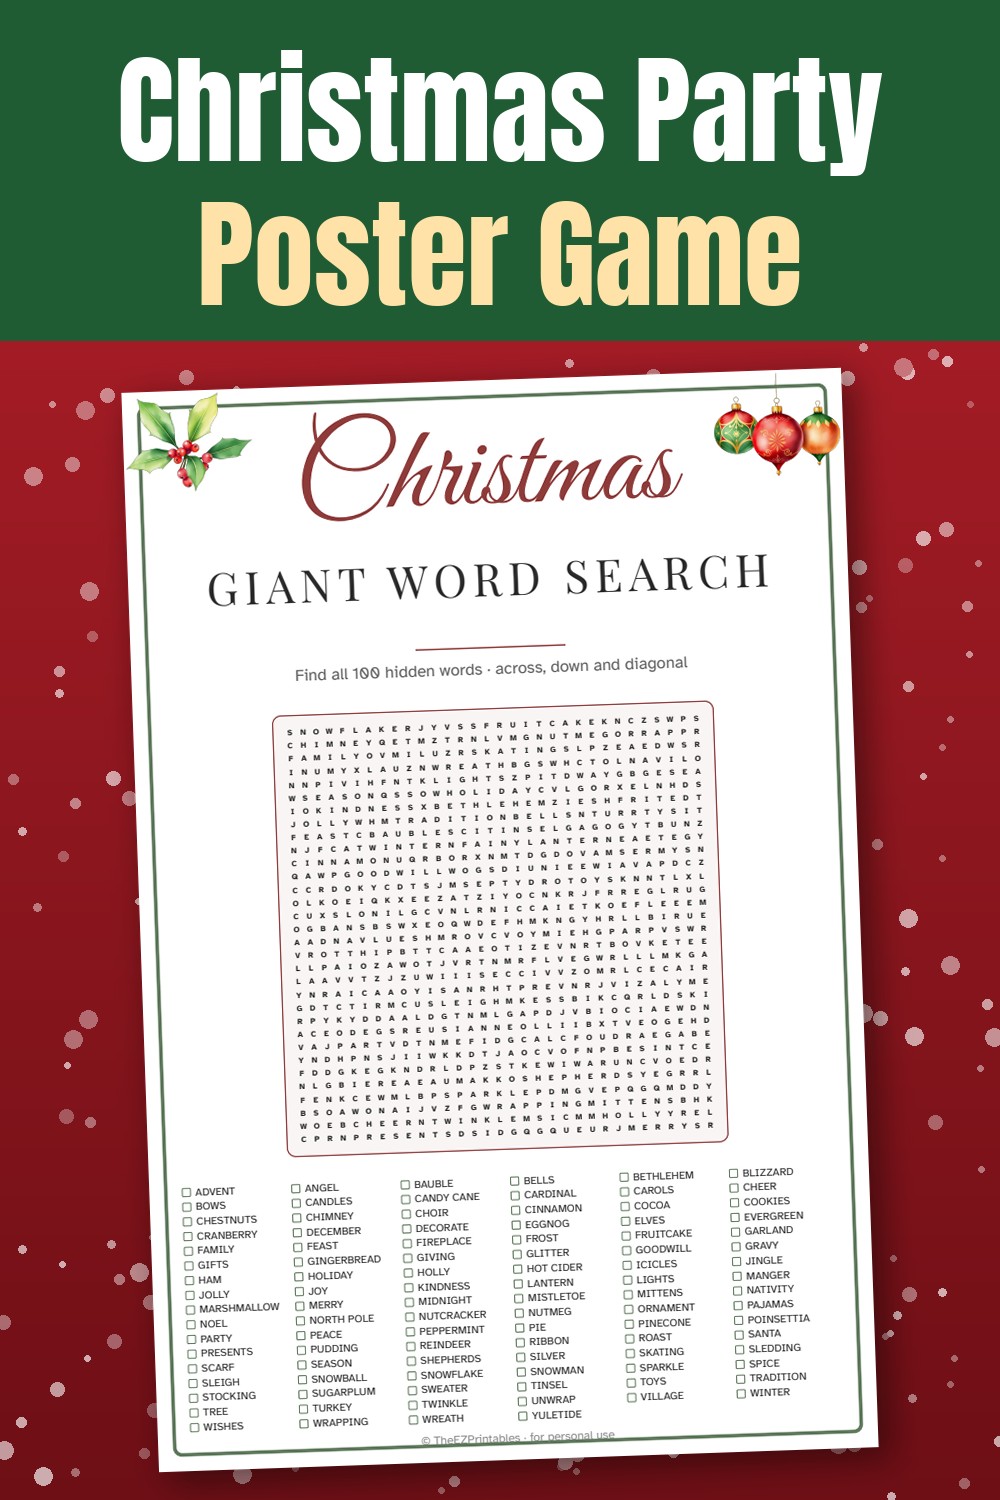 Christmas Party
Poster Game
Christmas
GIANT WORD SEARCH
Find all 100 hidden words · across, down and diagonal
S N O W F L A K E R J Y V S S F R U I T C A K E K N C Z S W P S
C H I M N E Y Q E T M Z T R N L V M G N U T M E G O R R A P P R
F A M I L Y O V M I L U Z R S K A T I N G S L P Z E A E D W S R
I N U M Y X L A U Z N W R E A T H B G S W H C T O L N A V I L O
N N P I V I H F N T K L I G H T S Z P I T D W A Y G B G E S E A
W S E A S O N Q S S O W H O L I D A Y C V L G O R X E L N H D S
I O K I N D N E S S X B E T H L E H E M Z I E S H F R I T E D T
J O L L Y W H M T R A D I T I O N B E L L S N T U R R T Y S I T
F E A S T C B A U B L E S C I T I N S E L G A G O G Y T B U N Z
N J F C A T W I N T E R N F A I N Y L A N T E R N E A E T E G Y
C I N N A M O N U Q R B O R X N M T D G D O V A M S E R M Y S N
Q A W P G O O D W I L L W O G S D I U N I E E W I A V A P D C Z
C C R D O K Y C D T S J M S E P T Y D R O T O Y S K N N T L X L
O L K O E I Q K X E E Z A T Z I Y O C N K R J F R R E G L R U G
C U X S L O N I L G C V N L R N I C C A I E T K O E F L E E E M
O G B A N S B S W X E O Q W D E F H M K N G Y H R L L B I R U E
A A D N A V L U E S H M R O V C V O Y M I E H G P A R P V S W R
V R O T T H I P B T T C A A E O T I Z E V N R T B O V K E T E E
L L P A I O Z A W O T J V R T N M R F L V E G W R L L L M K G A
L A A V V T Z J Z U W I I I S E C C I V V Z O M R L C E C A I R
Y N R A I C A A O Y I S A N R H T P R E V N R J V I Z A L Y M E
G D T C T I R M C U S L E I G H M K E S S B I K C Q R L D S K I
R P Y K Y D D A A L D G T N M L G A P D J V B I O C I A E W D N
A C E O D E G S R E U S I A N N E O L L I I B X T V E O G E H D
V A J P A R T V D T N M E F I D G C A L C F O U D R A E G A B E
Y N D H P N S J I I W K K D T J A O C V O F N P B E S I N T C E
F D D G K E G K N D R L D P Z S T K E W I W A R U N C V O E D R
N L G B I E R E A E A U M A K K O S H E P H E R D S Y E G R R L
F E N K C E W M L B P S P A R K L E P D M G V E P Q G Q M D D Y
B S O A W O N A I J V Z F G W R A P P I N G M I T T E N S B H K
W O E B C H E E R N T W I N K L E M S I C M M H O L L Y Y R E L
C P R N P R E S E N T S D S I D G Q G Q U E U R J M E R R Y S R
ADVENT ANGEL BAUBLE BELLS BETHLEHEM BLIZZARD
BOWS CANDLES CANDY CANE CARDINAL CAROLS CHEER
CHESTNUTS CHIMNEY CHOIR CINNAMON COCOA COOKIES
CRANBERRY DECEMBER DECORATE EGGNOG ELVES EVERGREEN
FAMILY FEAST FIREPLACE FROST FRUITCAKE GARLAND
GIFTS GINGERBREAD GIVING GLITTER GOODWILL GRAVY
HAM HOLIDAY HOLLY HOT CIDER ICICLES JINGLE
JOLLY JOY KINDNESS LANTERN LIGHTS MANGER
MARSHMALLOW MERRY MIDNIGHT MISTLETOE MITTENS NATIVITY
NOEL NORTH POLE NUTCRACKER NUTMEG ORNAMENT PAJAMAS
PARTY PEACE PEPPERMINT PIE PINECONE POINSETTIA
PRESENTS PUDDING REINDEER RIBBON ROAST SANTA
SCARF SEASON SHEPHERDS SILVER SKATING SLEDDING
SLEIGH SNOWBALL SNOWFLAKE SNOWMAN SPARKLE SPICE
STOCKING SUGARPLUM SWEATER TINSEL TOYS TRADITION
TREE TURKEY TWINKLE UNWRAP VILLAGE WINTER
WISHES WRAPPING WREATH YULETIDE
© TheEZPrintables · for personal use